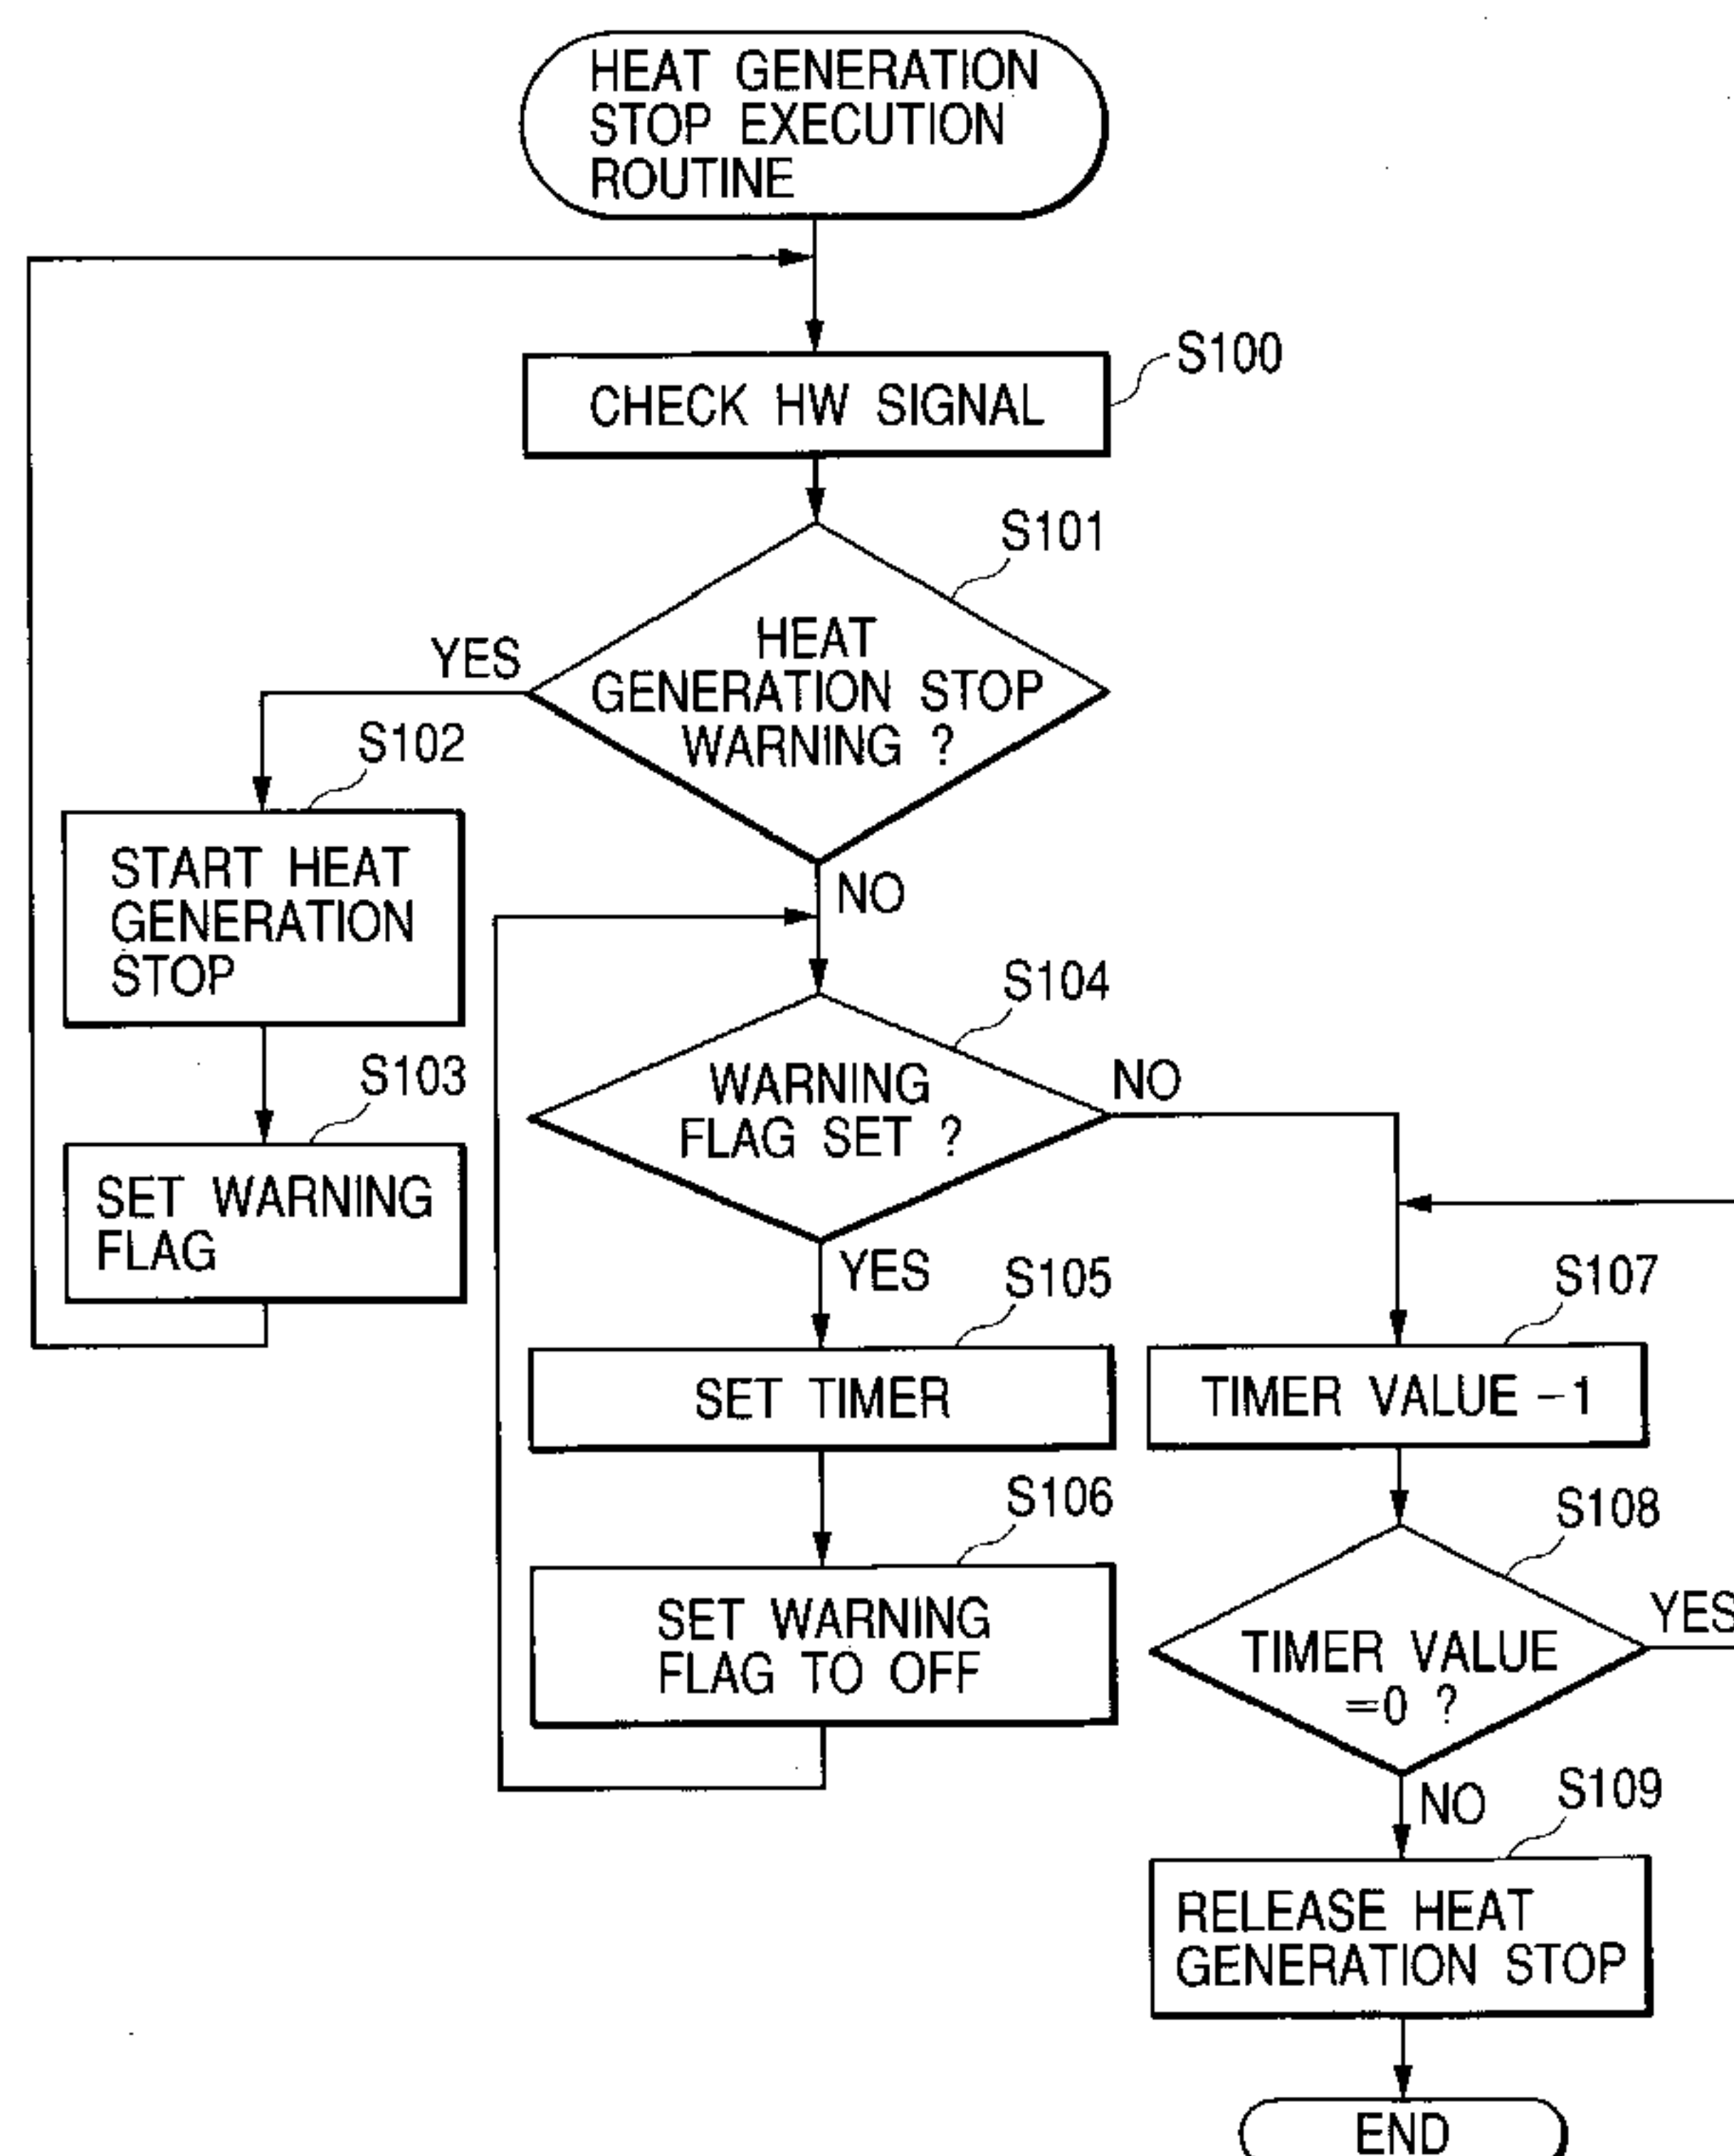 HEAT GENERATION
STOP EXECUTION
ROUTINE
S100
CHECK HW SIGNAL
S101
HEAT
GENERATION STOP
WARNING ?
YES
NO
S102
START HEAT
GENERATION
STOP
S103
SET WARNING
FLAG
S104
WARNING
FLAG SET ?
NO
YES
S105
SET TIMER
S106
SET WARNING
FLAG TO OFF
S107
TIMER VALUE -1
S108
TIMER VALUE
=0 ?
YES
NO
S109
RELEASE HEAT
GENERATION STOP
END